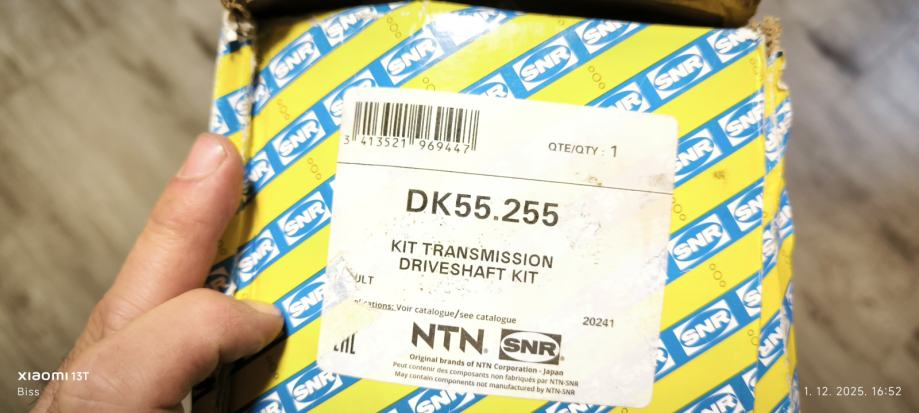 SNR
3 413521 969447
QTE/QTY : 1
DK55.255
KIT TRANSMISSION
DRIVESHAFT KIT
ULT
plications: Voir catalogue/see catalogue
20241
EAC
NTN. SNR
Original brands of NTN Corporation - Japan
Peut contenir des composants non fabriqués par NTN-SNR
May contain components not manufactured by NTN-SNR
XIAOMI 13T
Biss
1. 12. 2025. 16:52